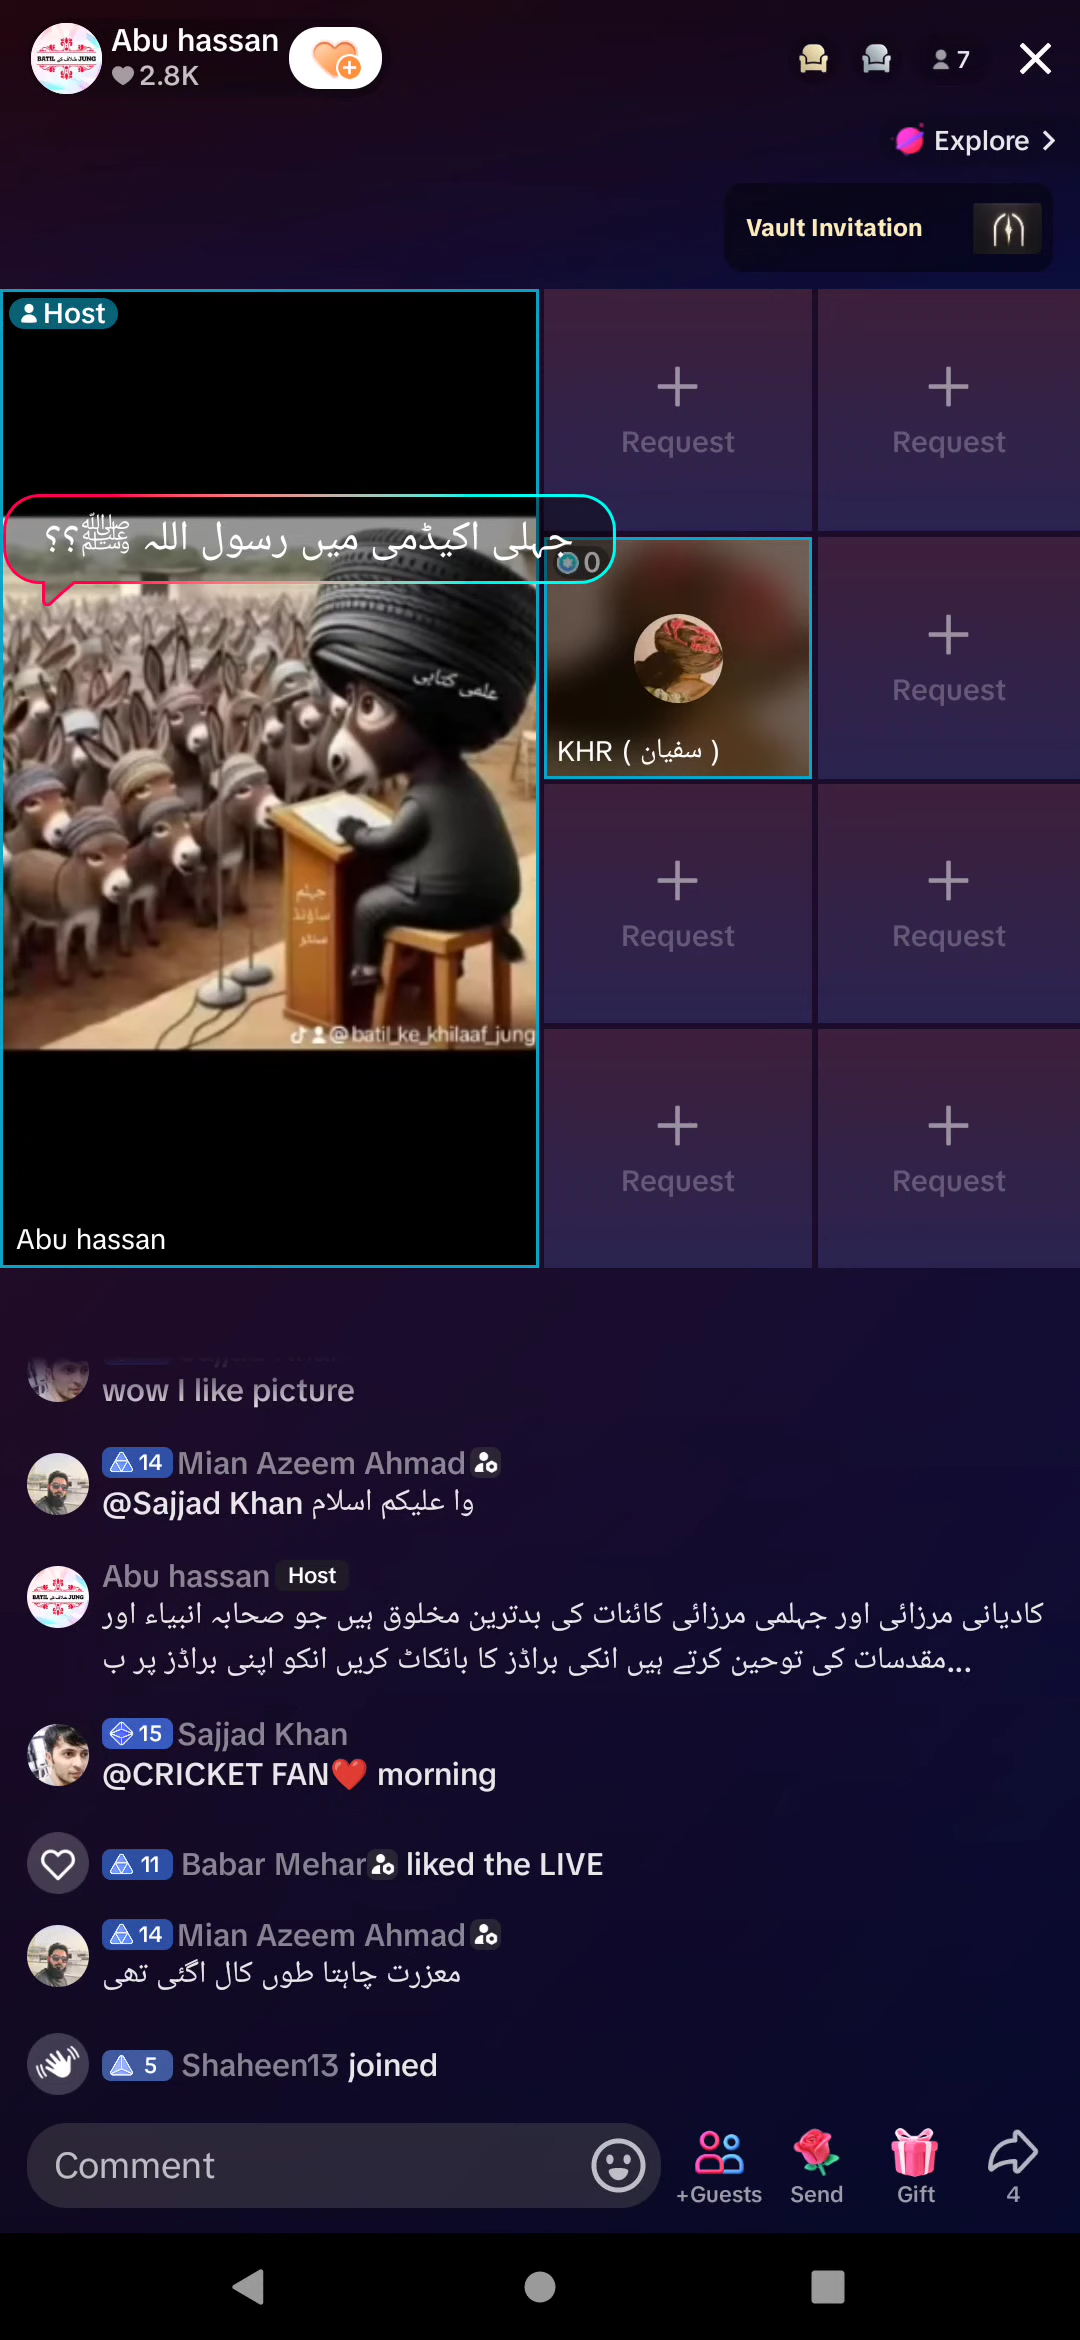 Abu hassan
2.8K
7
Explore
Vault Invitation
Host
Request
Request
جہلی اکیڈمی میں رسول اللہ ﷺ؟؟
علمی کتابی
0
KHR ( سفیان )
Request
جہلم
ساؤنڈ
سنٹر
Request
Request
@batil_ke_khilaaf_jung
Request
Request
Abu hassan
wow I like picture
14 Mian Azeem Ahmad
@Sajjad Khan وا علیکم اسلام
Abu hassan Host
کادیانی مرزائی اور جہلمی مرزائی کائنات کی بدترین مخلوق ہیں جو صحابہ انبیاء اور
مقدسات کی توحین کرتے ہیں انکی براڈز کا بائکاٹ کریں انکو اپنی براڈز پر ب...
15 Sajjad Khan
@CRICKET FAN❤️ morning
11 Babar Mehar liked the LIVE
14 Mian Azeem Ahmad
معزرت چاہتا طوں کال اگئی تھی
5 Shaheen13 joined
Comment
+Guests
Send
Gift
4